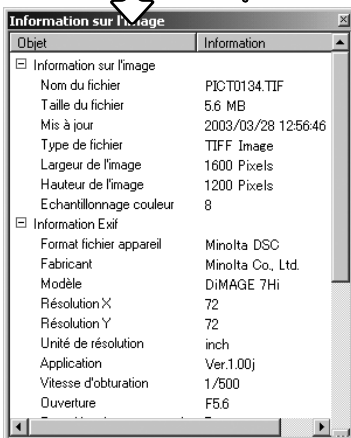 Information sur l'image
Objet Information
Information sur l'image
Nom du fichier PICT0134.TIF
Taille du fichier 5.6 MB
Mis à jour 2003/03/28 12:56:46
Type de fichier TIFF Image
Largeur de l'image 1600 Pixels
Hauteur de l'image 1200 Pixels
Echantillonnage couleur 8
Information Exif
Format fichier appareil Minolta DSC
Fabricant Minolta Co., Ltd.
Modèle DiMAGE 7Hi
Résolution X 72
Résolution Y 72
Unité de résolution inch
Application Ver.1.00j
Vitesse d'obturation 1/500
Ouverture F5.6